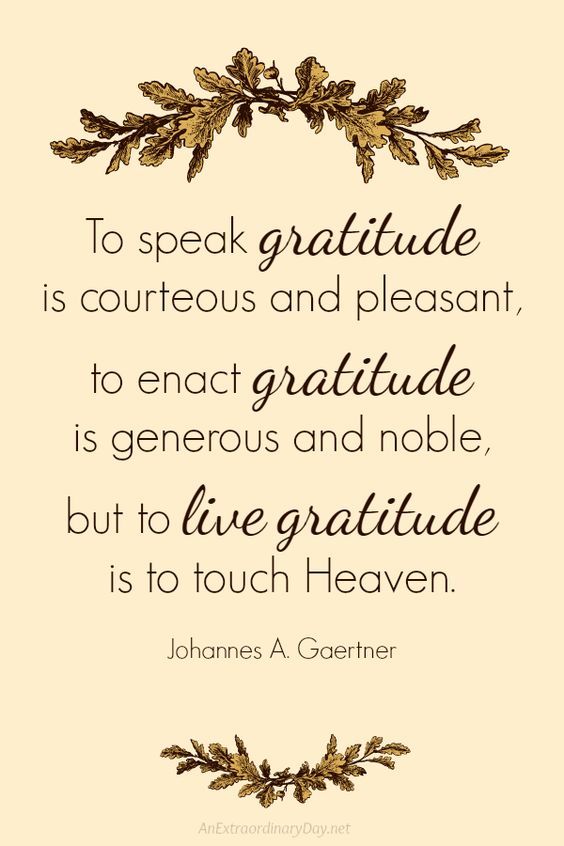 To speak gratitude
is courteous and pleasant,
to enact gratitude
is generous and noble,
but to live gratitude
is to touch Heaven.
Johannes A. Gaertner
AnExtraordinaryDay.net